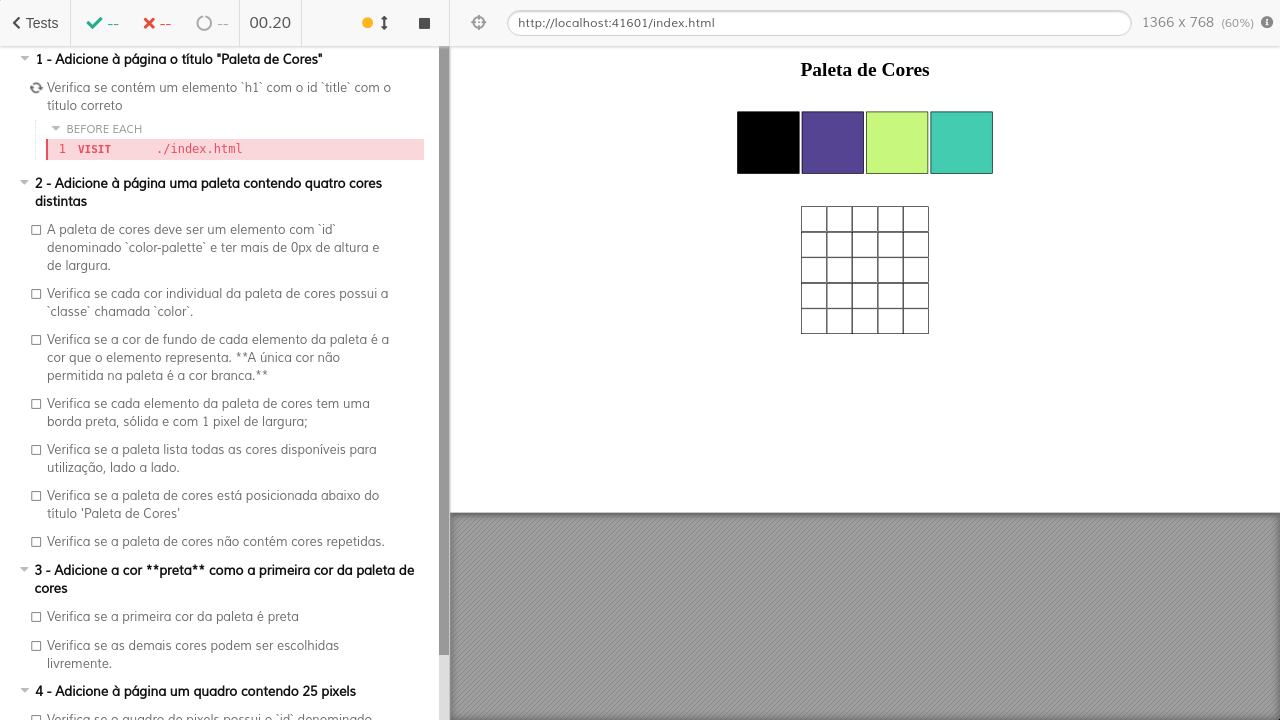 Tests -- -- -- 00.20
http://localhost:41601/index.html 1366 x 768 (60%)
1 - Adicione à página o título "Paleta de Cores"
Verifica se contém um elemento `h1` com o id `title` com o
título correto
BEFORE EACH
1 VISIT ./index.html
2 - Adicione à página uma paleta contendo quatro cores
distintas
A paleta de cores deve ser um elemento com `id`
denominado `color-palette` e ter mais de 0px de altura e
de largura.
Verifica se cada cor individual da paleta de cores possui a
`classe` chamada `color`.
Verifica se a cor de fundo de cada elemento da paleta é a
cor que o elemento representa. **A única cor não
permitida na paleta é a cor branca.**
Verifica se cada elemento da paleta de cores tem uma
borda preta, sólida e com 1 pixel de largura;
Verifica se a paleta lista todas as cores disponíveis para
utilização, lado a lado.
Verifica se a paleta de cores está posicionada abaixo do
título 'Paleta de Cores'
Verifica se a paleta de cores não contém cores repetidas.
3 - Adicione a cor **preta** como a primeira cor da paleta de
cores
Verifica se a primeira cor da paleta é preta
Verifica se as demais cores podem ser escolhidas
livremente.
4 - Adicione à página um quadro contendo 25 pixels
Verifica se o quadro de pixels possui o `id` denominado
Paleta de Cores